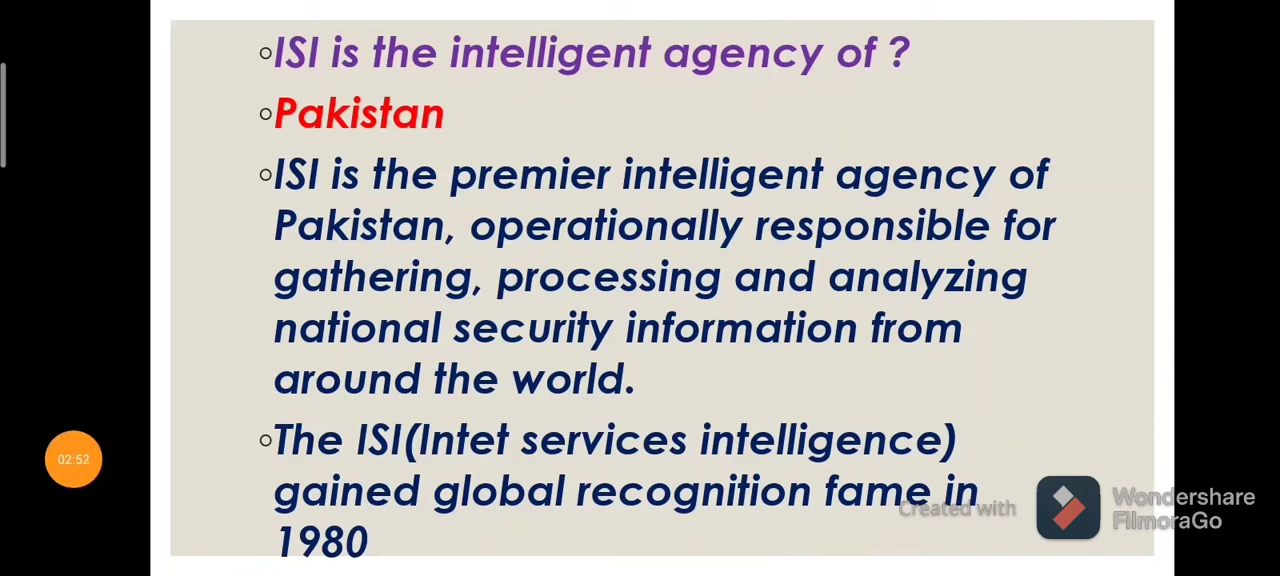 ISI is the intelligent agency of ?
Pakistan
ISI is the premier intelligent agency of
Pakistan, operationally responsible for
gathering, processing and analyzing
national security information from
around the world.
The ISI(Intet services intelligence)
gained global recognition fame in
1980
02:52
Created with
Wondershare
FilmoraGo